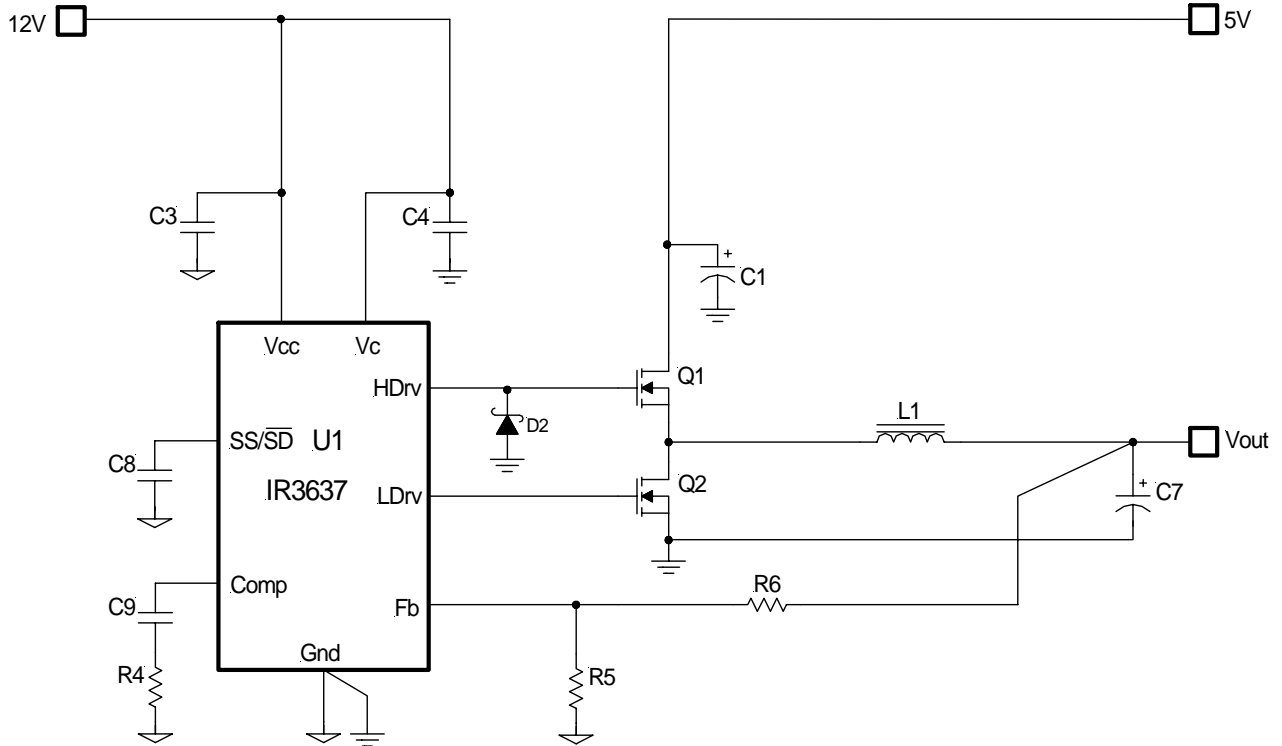 12V
5V
C3
C4
+
C1
Vcc
Vc
HDrv
Q1
D2
L1
SS/SD
U1
Vout
C8
IR3637
LDrv
Q2
+
C7
Comp
C9
Fb
R6
Gnd
R4
R5